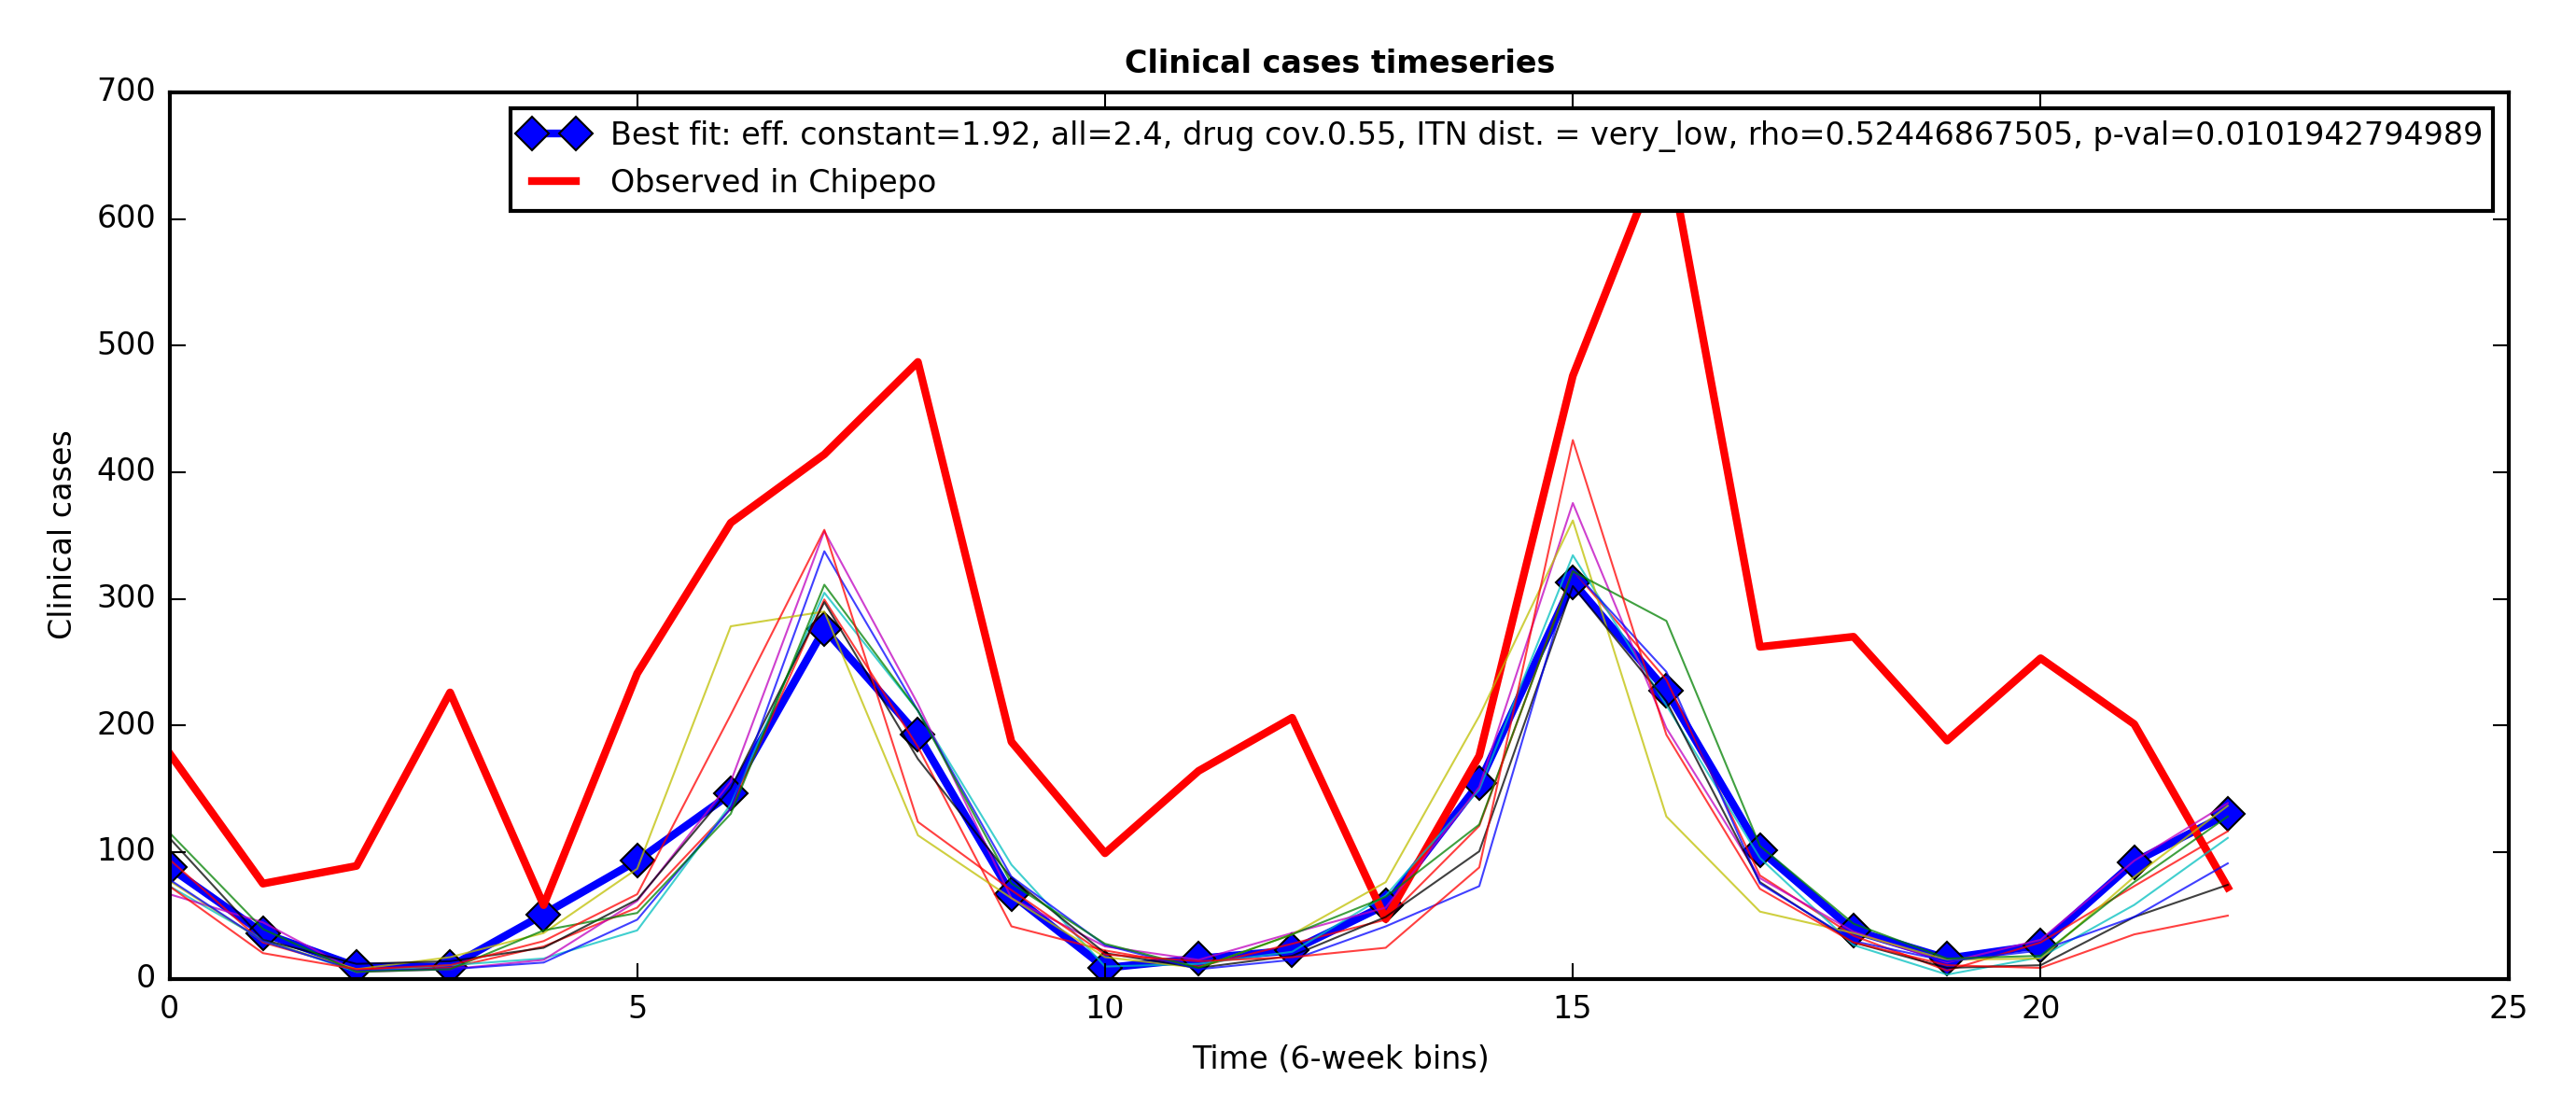 Clinical cases timeseries
700
600
500
400
300
200
100
0
Clinical cases
Best fit: eff. constant=1.92, all=2.4, drug cov.0.55, ITN dist. = very_low, rho=0.52446867505, p-val=0.0101942794989
Observed in Chipepo
0 5 10 15 20 25
Time (6-week bins)